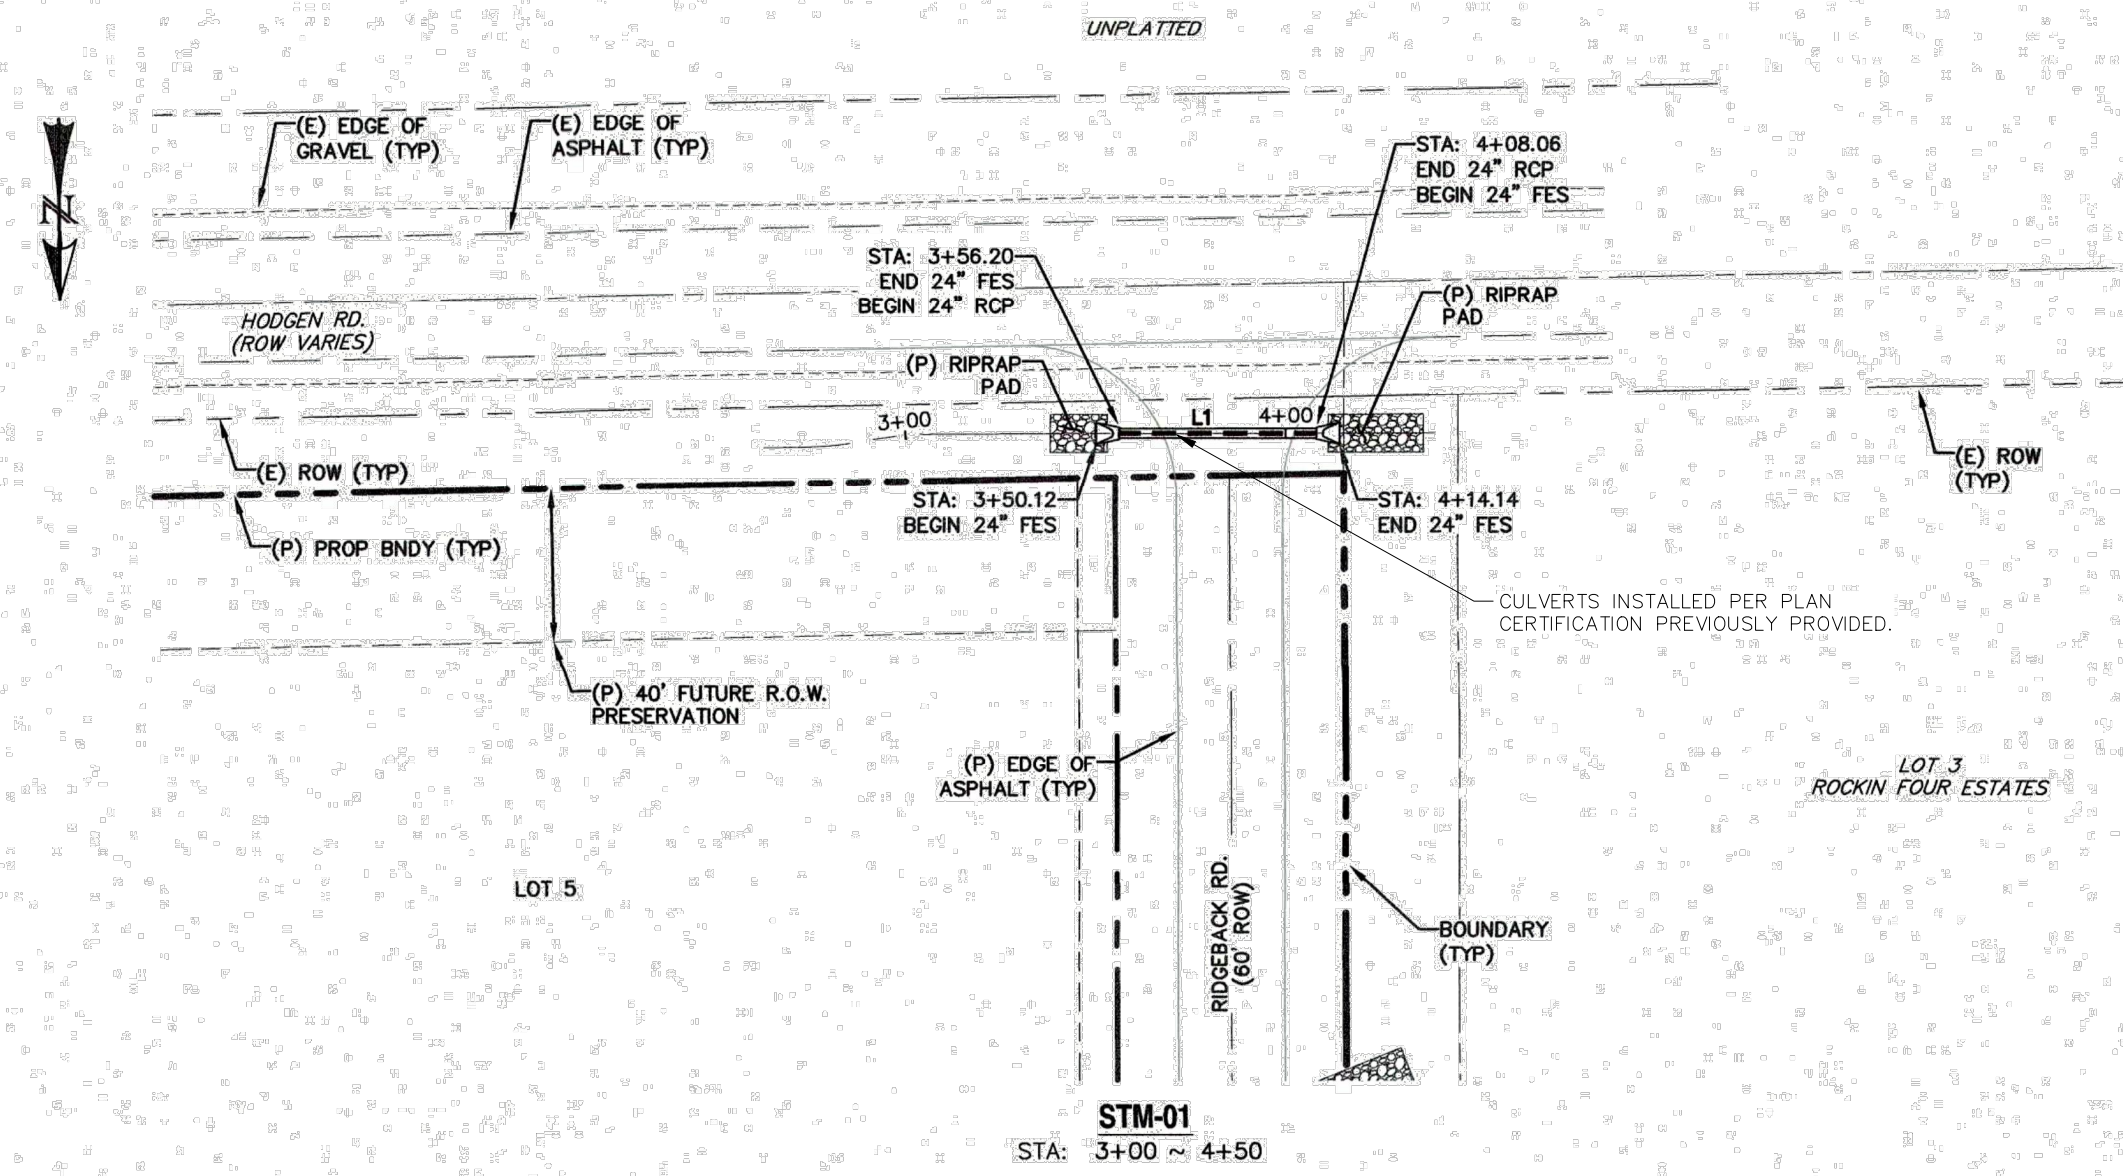 UNPLATTED
(E) EDGE OF
GRAVEL (TYP)
(E) EDGE OF
ASPHALT (TYP)
STA: 4+08.06
END 24" RCP
BEGIN 24" FES
N
STA: 3+56.20
END 24" FES
BEGIN 24" RCP
(P) RIPRAP
PAD
HODGEN RD.
(ROW VARIES)
(P) RIPRAP
PAD
3+00
L1
4+00
(E) ROW (TYP)
(E) ROW
(TYP)
STA: 3+50.12
BEGIN 24" FES
STA: 4+14.14
END 24" FES
(P) PROP BNDY (TYP)
CULVERTS INSTALLED PER PLAN
CERTIFICATION PREVIOUSLY PROVIDED.
(P) 40' FUTURE R.O.W.
PRESERVATION
(P) EDGE OF
ASPHALT (TYP)
LOT 3
ROCKIN FOUR ESTATES
LOT 5
RIDGEBACK RD.
(60' ROW)
BOUNDARY
(TYP)
STM-01
STA: 3+00 ~ 4+50